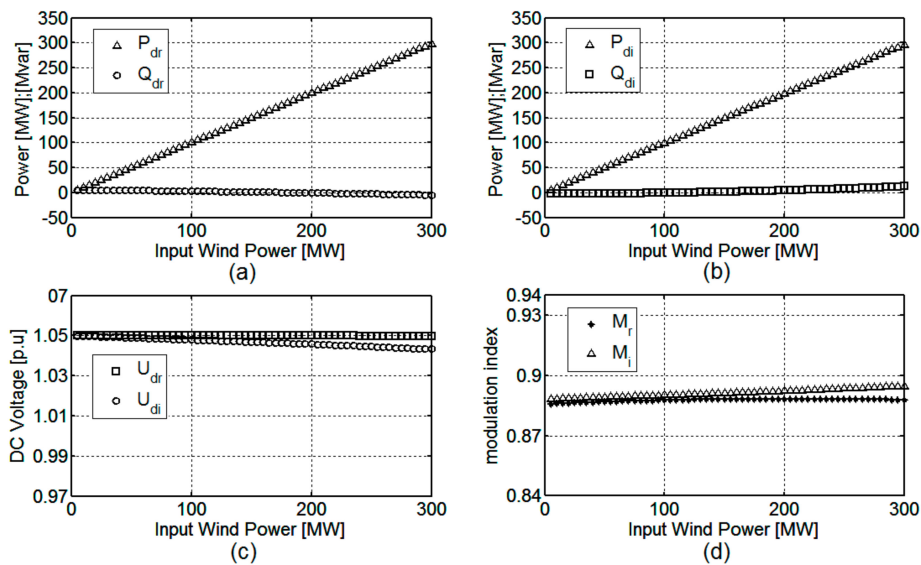 350
300
250
200
150
100
50
0
-50
Power [MW];[Mvar]
P_dr
Q_dr
0 100 200 300
Input Wind Power [MW]
(a)
350
300
250
200
150
100
50
0
-50
Power [MW];[Mvar]
P_di
Q_di
0 100 200 300
Input Wind Power [MW]
(b)
07
1.05
1.03
1.01
0.99
0.97
DC Voltage [p.u]
U_dr
U_di
0 100 200 300
Input Wind Power [MW]
(c)
0.94
0.93
0.9
0.87
0.84
modulation index
M_r
M_i
0 100 200 300
Input Wind Power [MW]
(d)